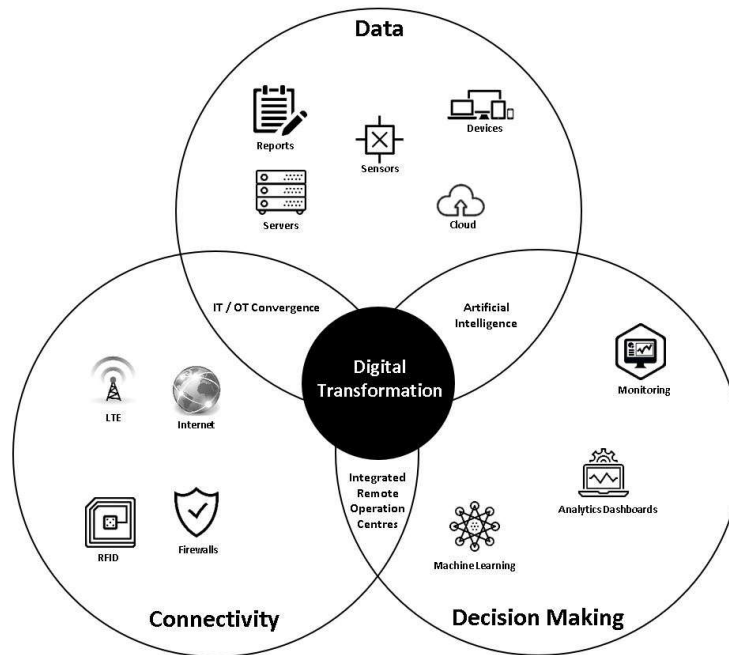 Data
Reports
Sensors
Devices
Servers
Cloud
IT / OT Convergence
Artificial
Intelligence
Digital
Transformation
LTE
Internet
Monitoring
Integrated
Remote
Operation
Centres
RFID
Firewalls
Analytics Dashboards
Machine Learning
Connectivity
Decision Making